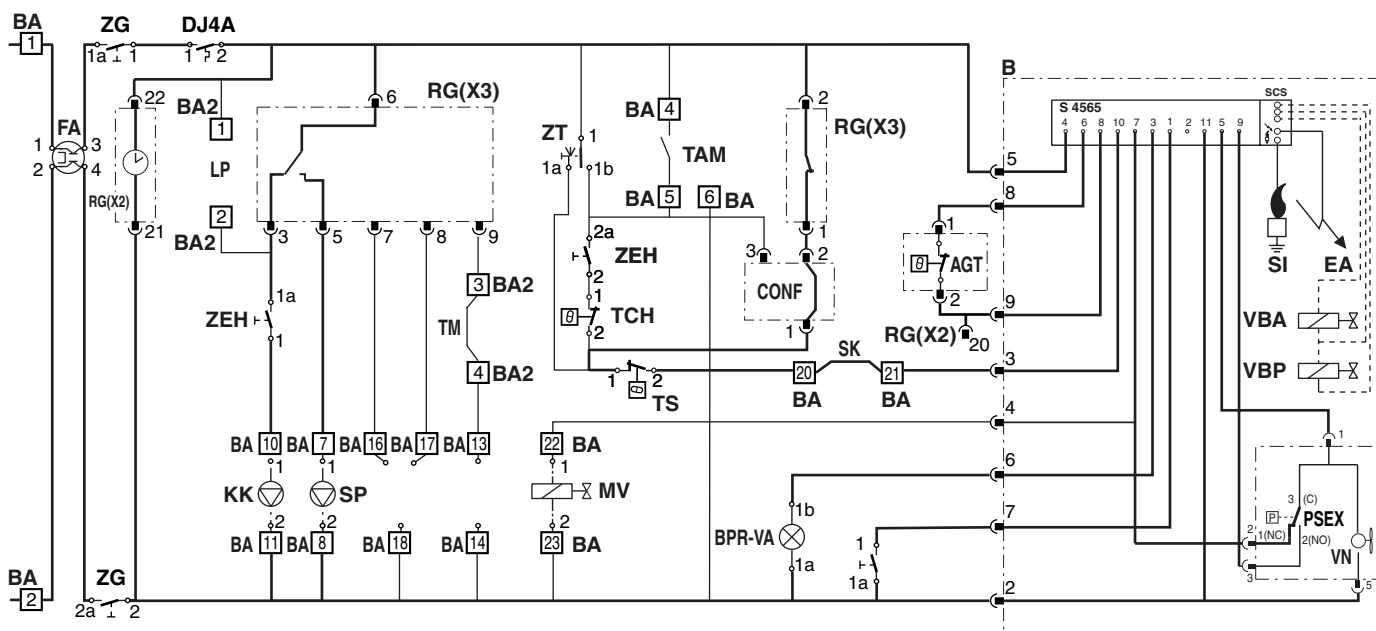 BA ZG DJ4A
1 1a 1 1 2
6 RG(X3)
B
SCS
S 4565
4 6 8 10 7 3 1 2 11 5 9
22 BA2 BA 4 2
RG(X3)
FA 1 ZT 1
1 3 TAM 5
2 4 LP 1a 1b
RG(X2) BA 5 6 BA 8
2 3 5 7 8 9 1 1
21 BA2 2a 3 2 SI EA
ZEH AGT
3 BA2 2 CONF 2 9
1a 1 TCH RG(X2) 20 VBA
ZEH TM θ 2 1
1 4 BA2 SK 3 VBP
1 2 20 21
θ TS BA BA
4
BA 10 BA 7 BA 16 BA 17 BA 13 22 BA 1
1 1 1 6
KK SP MV 1b 3 (C)
7 P PSEX
2 2 2 BPR-VA 2 1(NC) 2(NO)
BA 11 BA 8 18 BA 14 23 BA 1 VN
1a 1a 3 5
BA ZG 2
2 2a 2